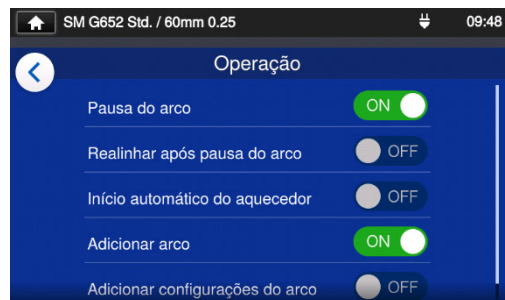 SM G652 Std. / 60mm 0.25 09:48
Operação
Pausa do arco ON
Realinhar após pausa do arco OFF
Início automático do aquecedor OFF
Adicionar arco ON
Adicionar configurações do arco OFF